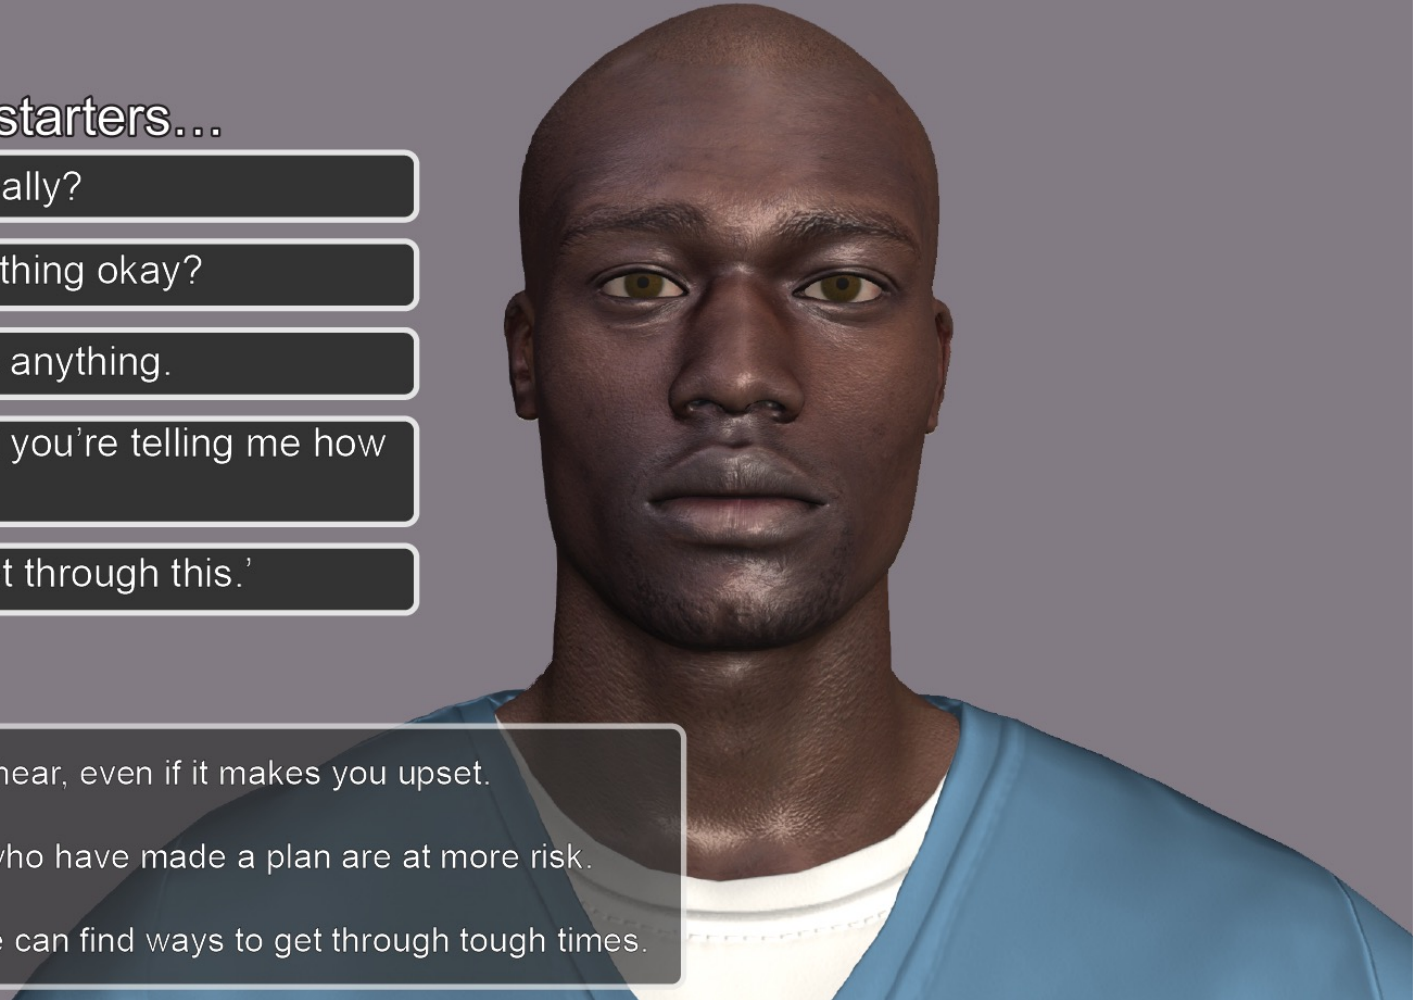 starters...
ally?
thing okay?
anything.
you’re telling me how
t through this.’
near, even if it makes you upset.
who have made a plan are at more risk.
e can find ways to get through tough times.